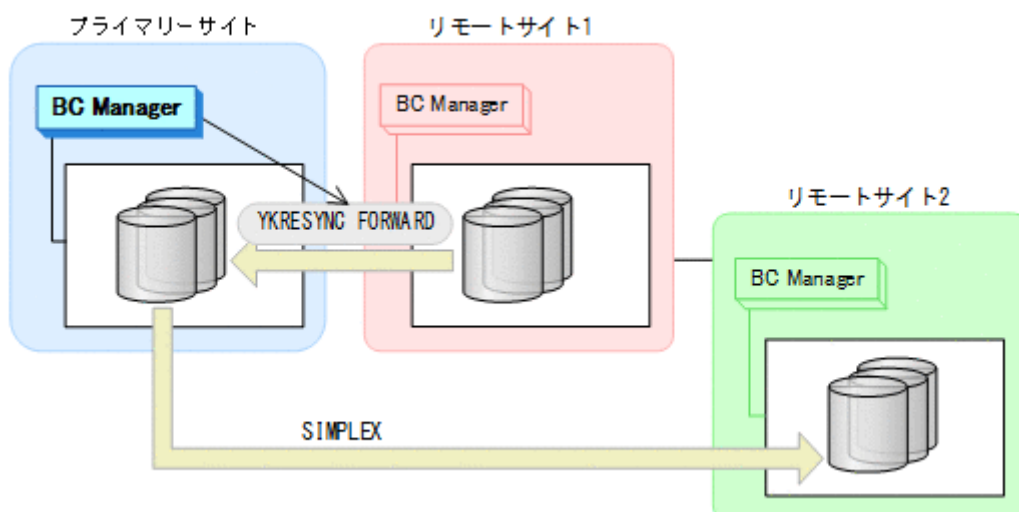 プライマリーサイト
リモートサイト1
BC Manager
BC Manager
リモートサイト2
YKRESYNC FORWARD
BC Manager
SIMPLEX